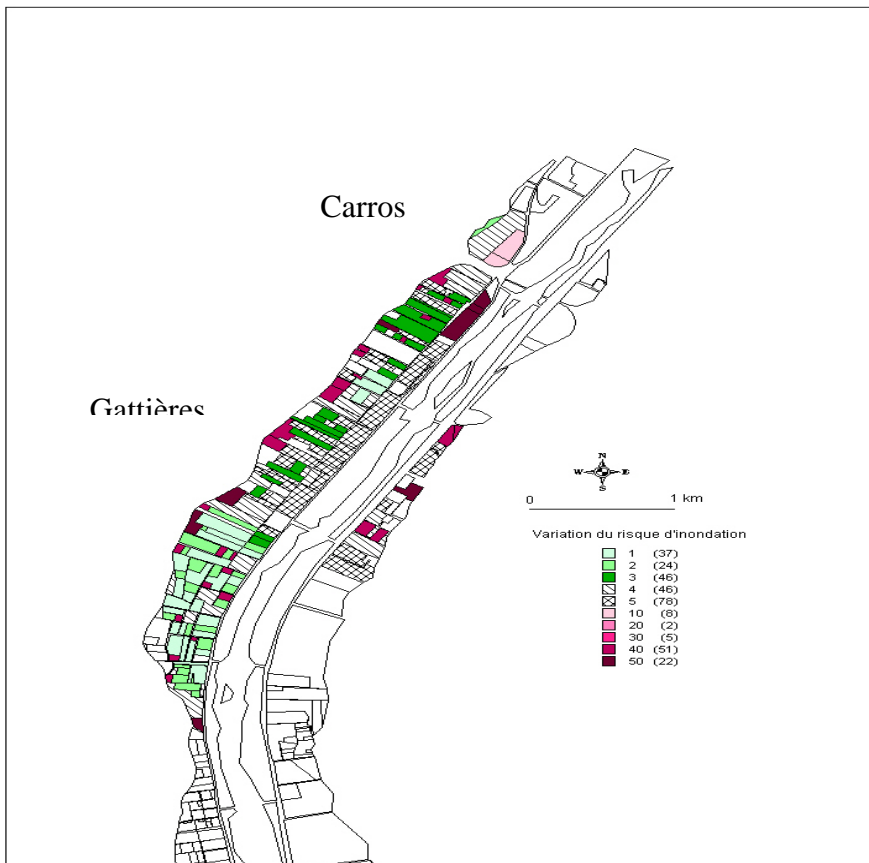 Carros
Gattières
N
W E
S
0 1 km
Variation du risque d'inondation
1 (37)
2 (24)
3 (46)
4 (46)
5 (78)
10 (8)
20 (2)
30 (5)
40 (51)
50 (22)